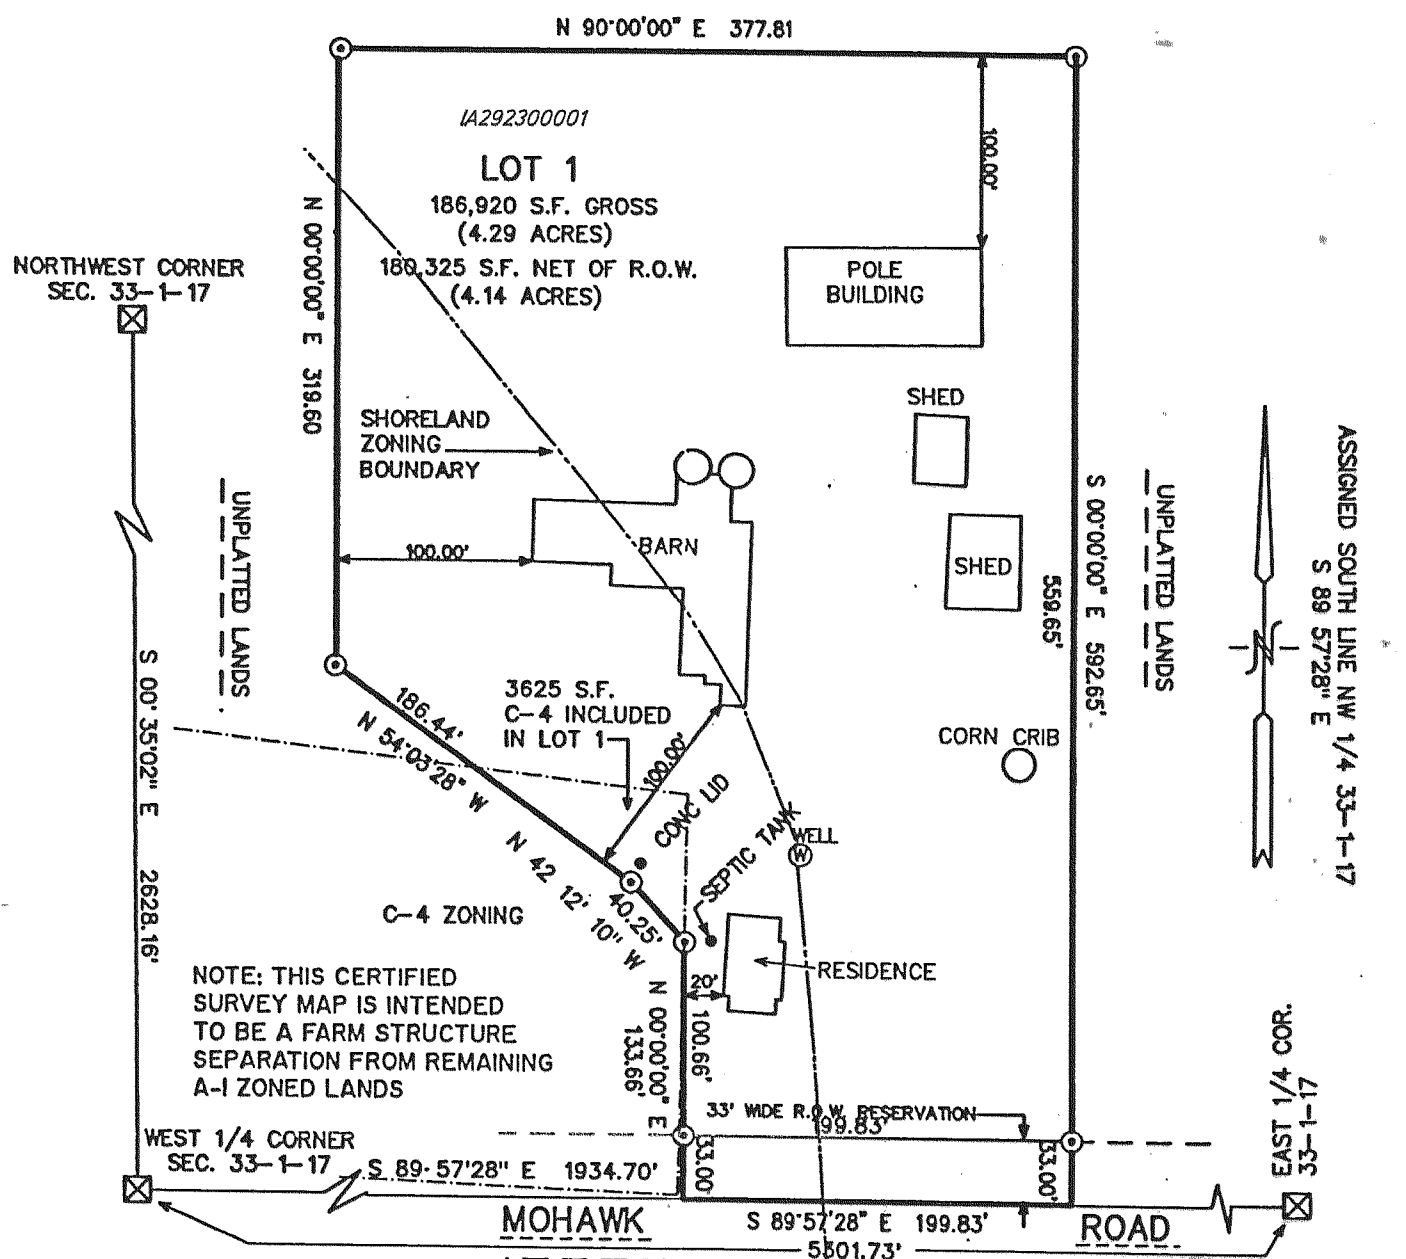 N 90°00'00" E 377.81
IA292300001
LOT 1
186,920 S.F. GROSS
(4.29 ACRES)
180,325 S.F. NET OF R.O.W.
(4.14 ACRES)
100.00'
POLE
BUILDING
NORTHWEST CORNER
SEC. 33-1-17
N 00°00'00" E 319.60
SHED
SHORELAND
ZONING
BOUNDARY
BARN
100.00'
SHED
UNPLATTED LANDS
S 00°00'00" E 592.65'
559.65'
UNPLATTED LANDS
ASSIGNED SOUTH LINE NW 1/4 33-1-17
S 89 57'28" E
N
S 00° 35'02" E 2628.16'
186.44'
N 54°03'28" W
3625 S.F.
C-4 INCLUDED
IN LOT 1
100.00'
CORN CRIB
CONC LID
SEPTIC TANK
WELL
W
N 42 12' 10" W
40.25'
C-4 ZONING
RESIDENCE
20'
NOTE: THIS CERTIFIED
SURVEY MAP IS INTENDED
TO BE A FARM STRUCTURE
SEPARATION FROM REMAINING
A-1 ZONED LANDS
N 00°00'00" E
133.66'
100.66'
33' WIDE R.O.W. RESERVATION
199.83'
WEST 1/4 CORNER
SEC. 33-1-17
S 89·57'28" E 1934.70'
33.00'
33.00'
EAST 1/4 COR.
33-1-17
MOHAWK ROAD
S 89°57'28" E 199.83'
5301.73'